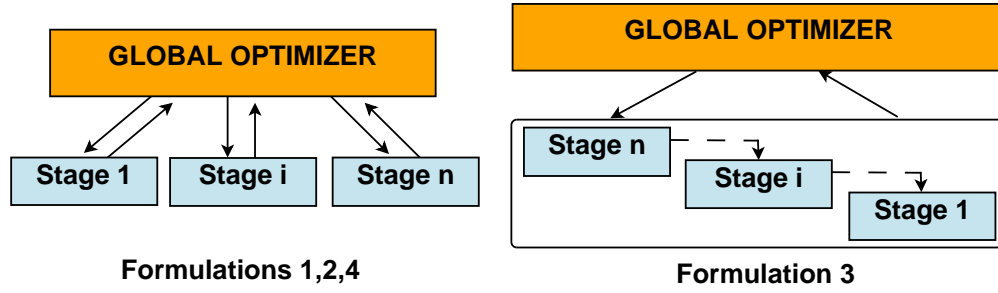 GLOBAL OPTIMIZER
Stage 1
Stage i
Stage n
Formulations 1,2,4
GLOBAL OPTIMIZER
Stage n
Stage i
Stage 1
Formulation 3